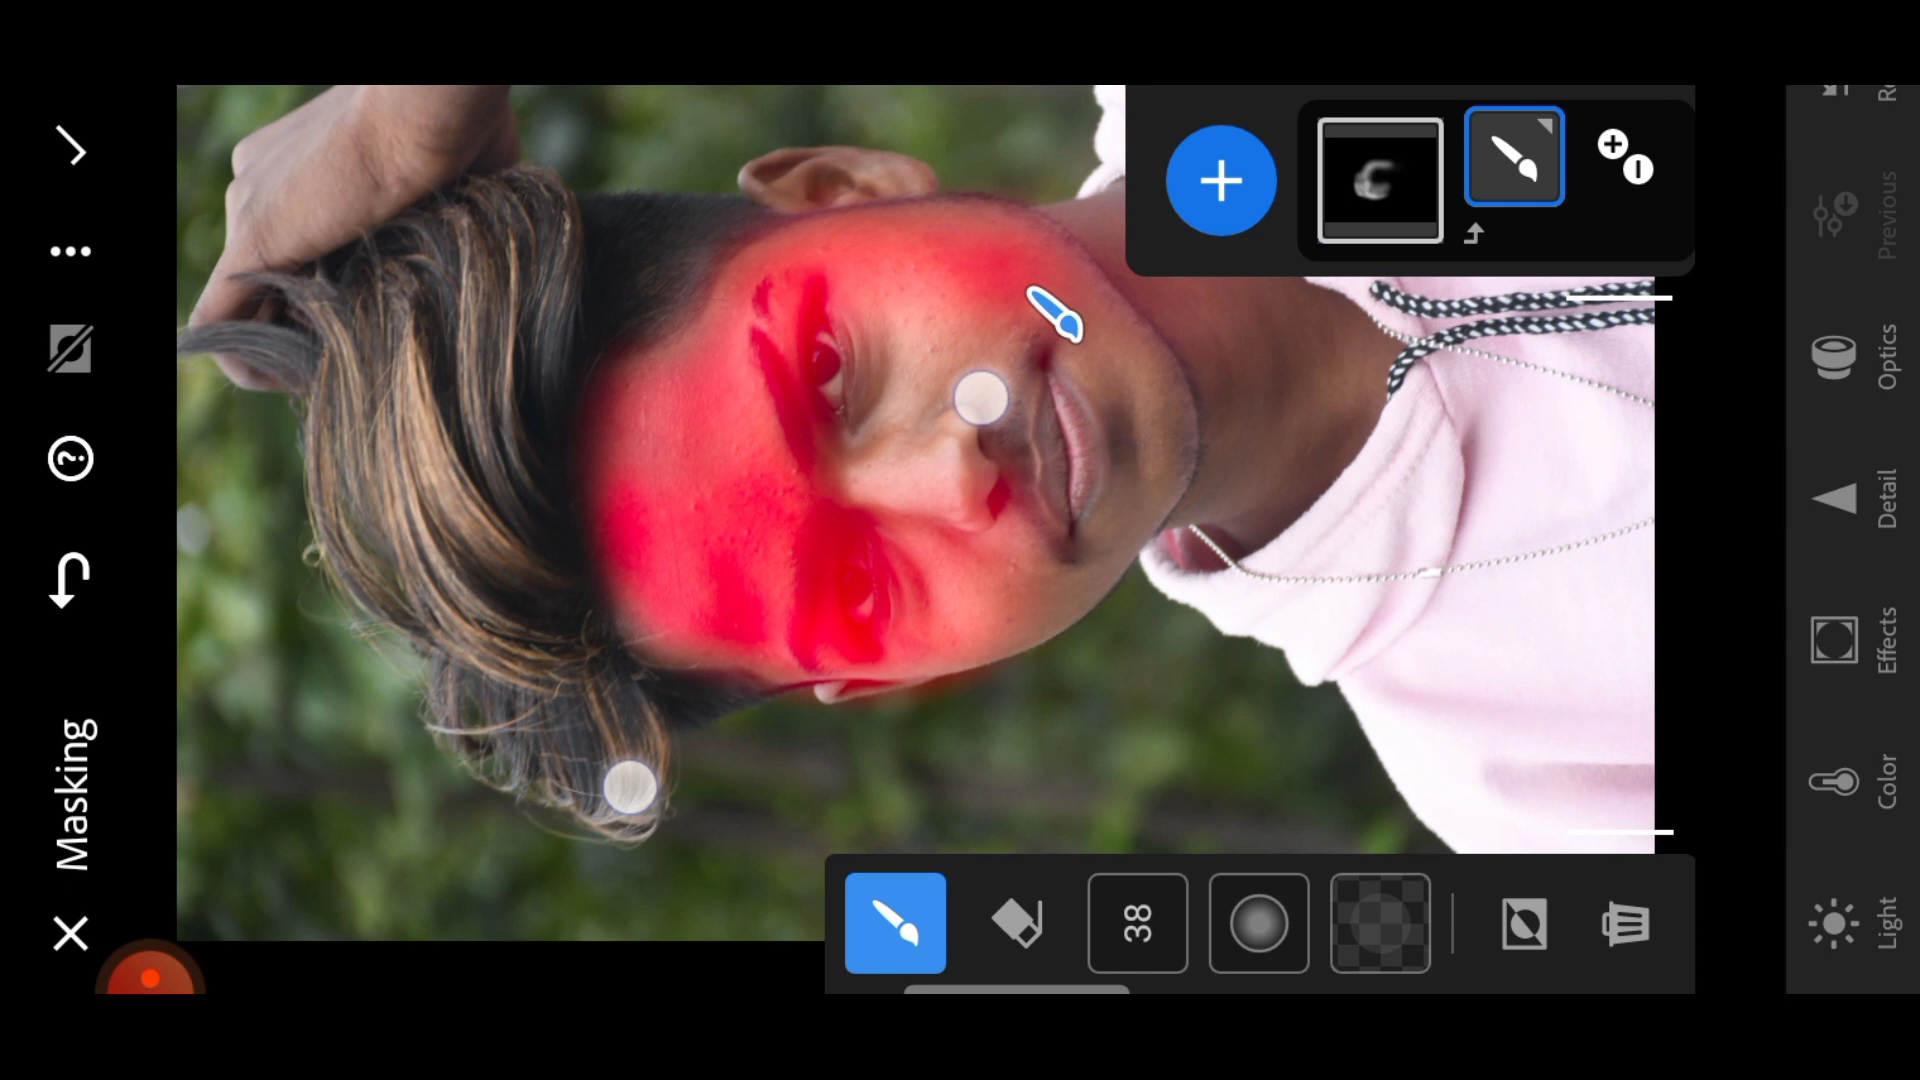 Masking
38
Light
Color
Effects
Detail
Optics
Previous